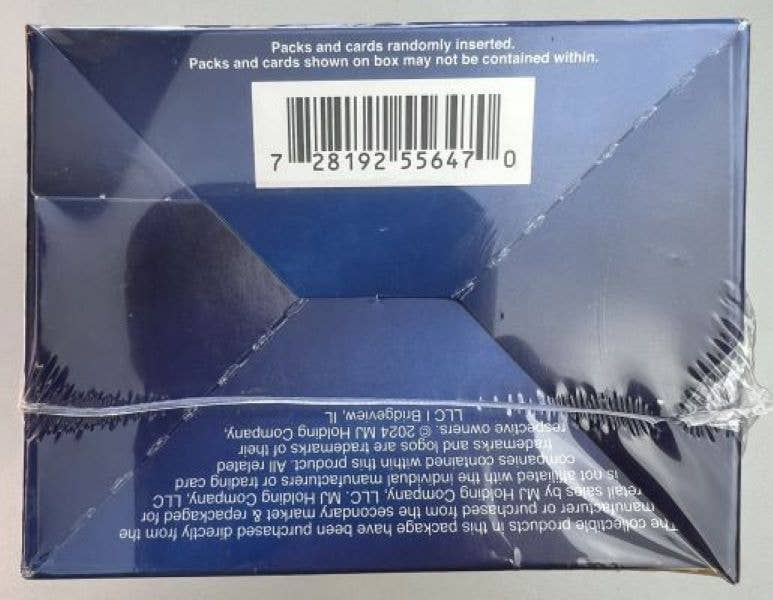 Packs and cards randomly inserted.
Packs and cards shown on box may not be contained within.
7 28192 55647 0
The collectible products in this package have been purchased directly from the
manufacturer or purchased from the secondary market & repackaged for
retail sales by MJ Holding Company, LLC. MJ Holding Company, LLC
is not affiliated with the individual manufacturers or trading card
companies contained within this product. All related
trademarks and logos are trademarks of their
respective owners. © 2024 MJ Holding Company,
LLC | Bridgeview, IL